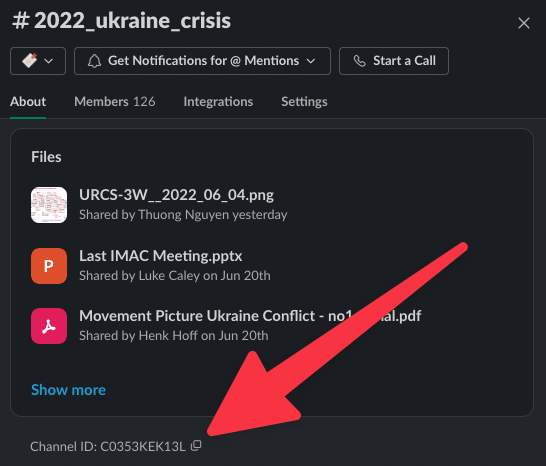 # 2022_ukraine_crisis
Get Notifications for @ Mentions
Start a Call
About Members 126 Integrations Settings
Files
URCS-3W__2022_06_04.png
Shared by Thuong Nguyen yesterday
P
Last IMAC Meeting.pptx
Shared by Luke Caley on Jun 20th
Movement Picture Ukraine Conflict - no1 al.pdf
Shared by Henk Hoff on Jun 20th
Show more
Channel ID: C0353KEK13L